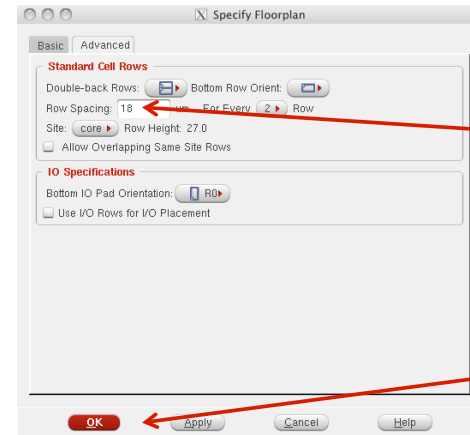 Specify Floorplan
Basic Advanced
Standard Cell Rows
Double-back Rows: Bottom Row Orient:
Row Spacing: 18 um For Every 2 Row
Site: core Row Height: 27.0
Allow Overlapping Same Site Rows
IO Specifications
Bottom IO Pad Orientation: R0
Use I/O Rows for I/O Placement
OK Apply Cancel Help